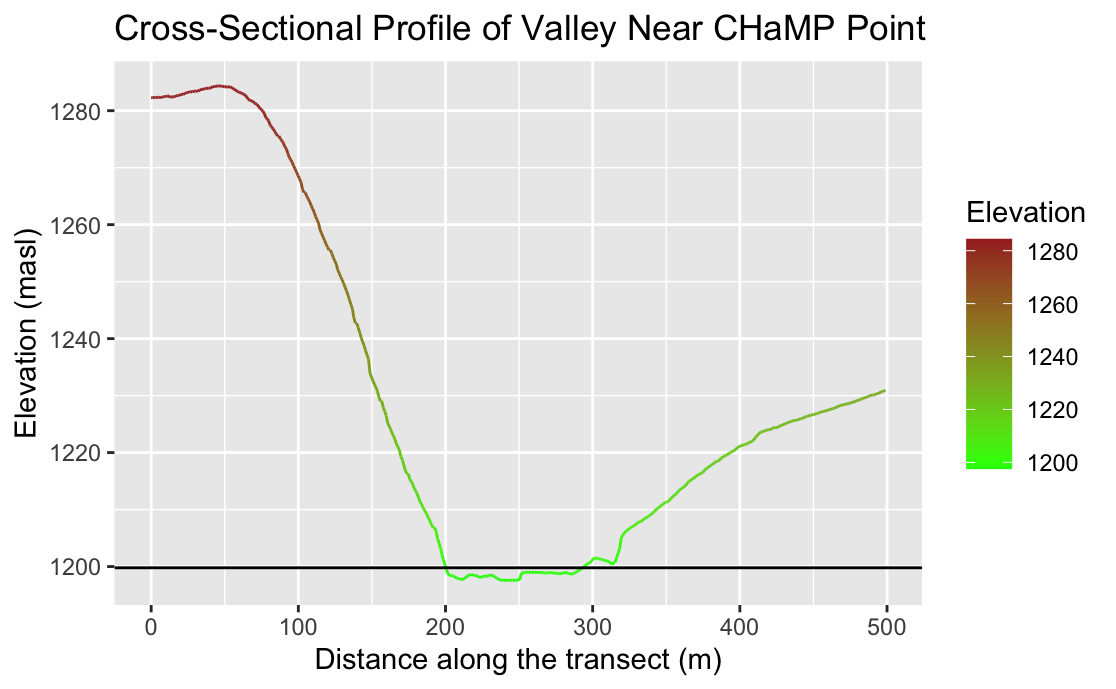 Cross-Sectional Profile of Valley Near CHaMP Point
Elevation (masl)
1280
1260
1240
1220
1200
0 100 200 300 400 500
Distance along the transect (m)
Elevation
1280
1260
1240
1220
1200